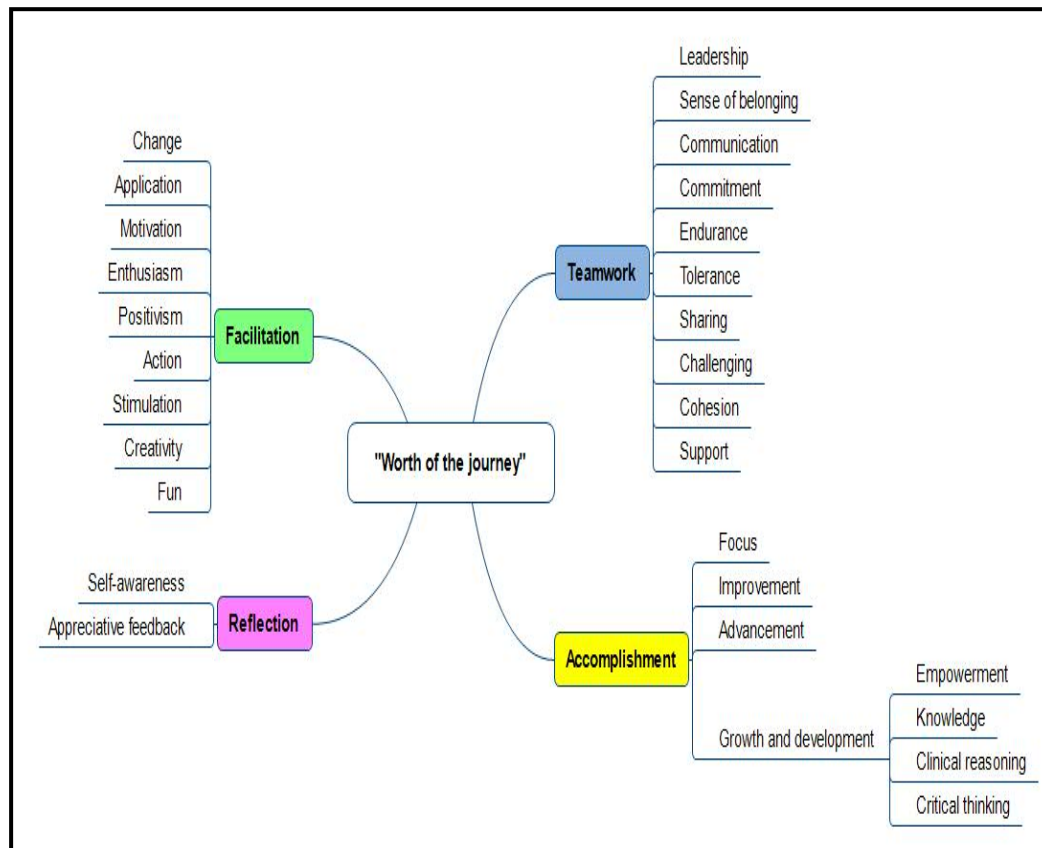 "Worth of the journey"
Facilitation
Change
Application
Motivation
Enthusiasm
Positivism
Action
Stimulation
Creativity
Fun
Reflection
Self-awareness
Appreciative feedback
Teamwork
Leadership
Sense of belonging
Communication
Commitment
Endurance
Tolerance
Sharing
Challenging
Cohesion
Support
Accomplishment
Focus
Improvement
Advancement
Growth and development
Empowerment
Knowledge
Clinical reasoning
Critical thinking